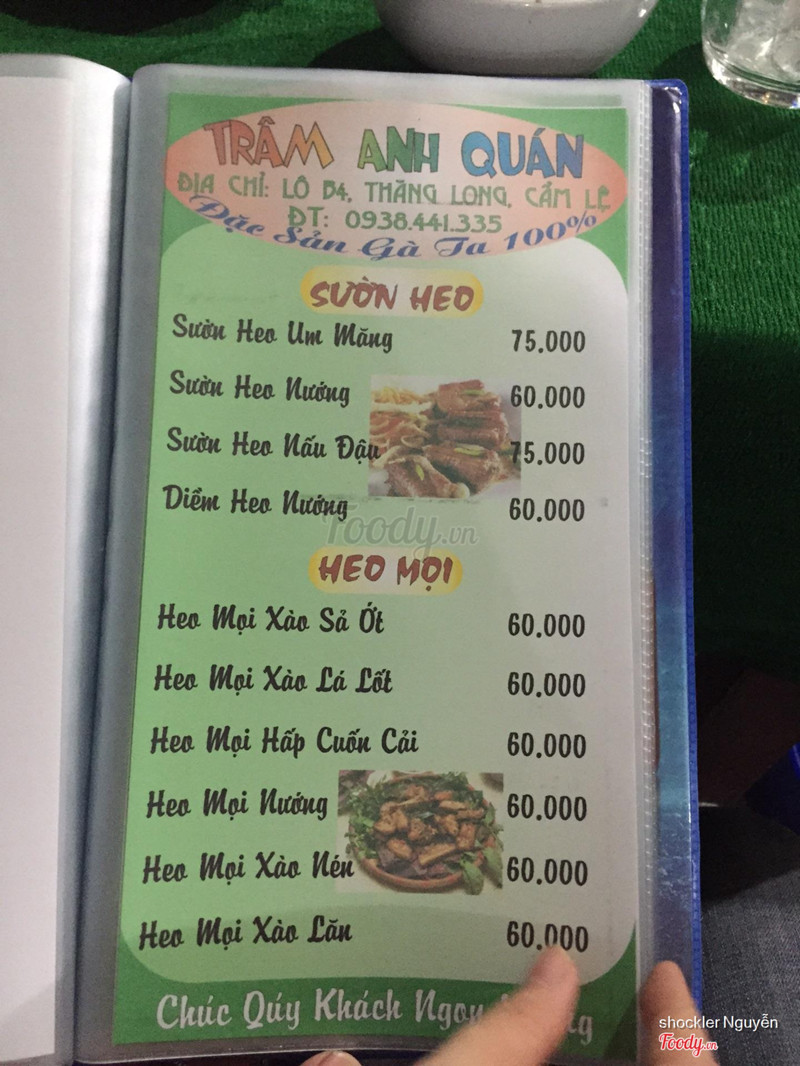 TRÂM ANH QUÁN
ĐỊA CHỈ: LÔ B4, THĂNG LONG, CẨM LỆ
ĐT: 0938.441.335
Đặc Sản Gà Ta 100%
SƯỜN HEO
Sườn Heo Um Măng 75.000
Sườn Heo Nướng 60.000
Sườn Heo Nấu Đậu 75.000
Diềm Heo Nướng 60.000
Foody.vn
HEO MỌI
Heo Mọi Xào Sả Ớt 60.000
Heo Mọi Xào Lá Lốt 60.000
Heo Mọi Hấp Cuốn Cải 60.000
Heo Mọi Nướng 60.000
Heo Mọi Xào Nén 60.000
Heo Mọi Xào Lăn 60.000
Chúc Qúy Khách Ngon
shockler Nguyễn
Foody.vn